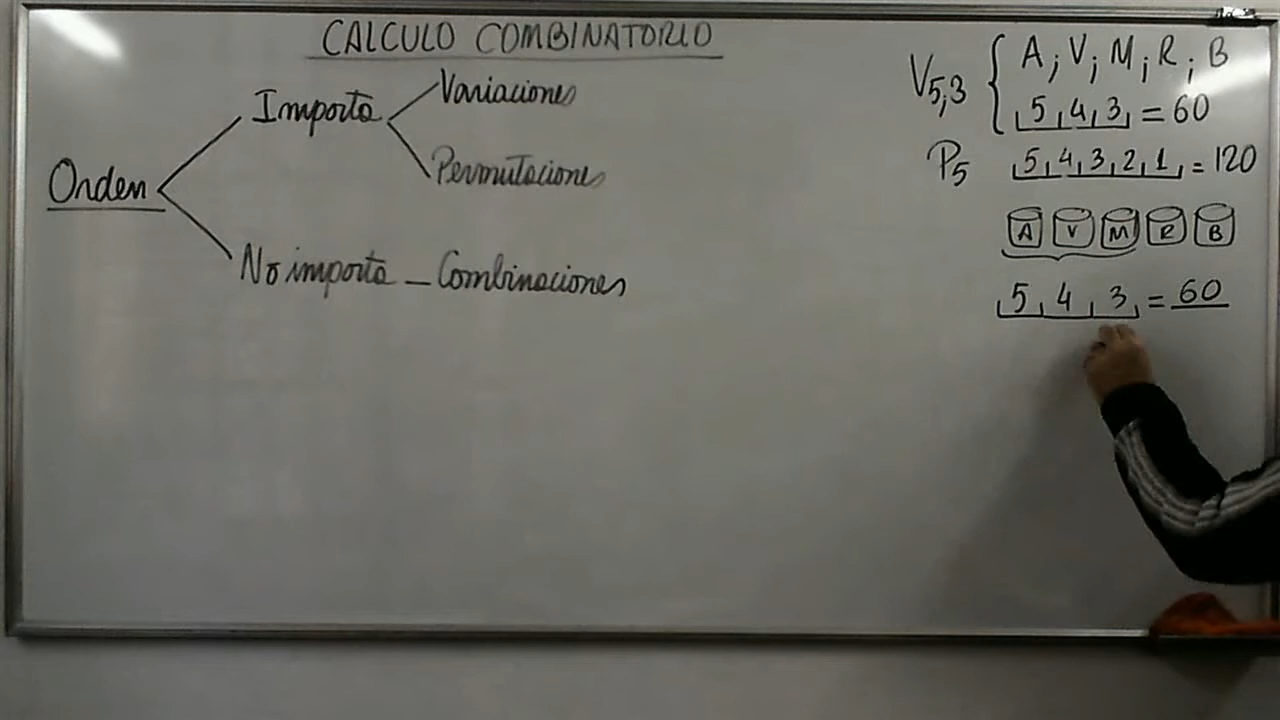 CALCULO COMBINATORIO
Orden
Importa
Variaciones
Permutaciones
No importa - Combinaciones
V5,3 { A; V; M; R; B
5 4 3 = 60
P5 5 4 3 2 1 = 120
A V M R B
5 4 3 = 60